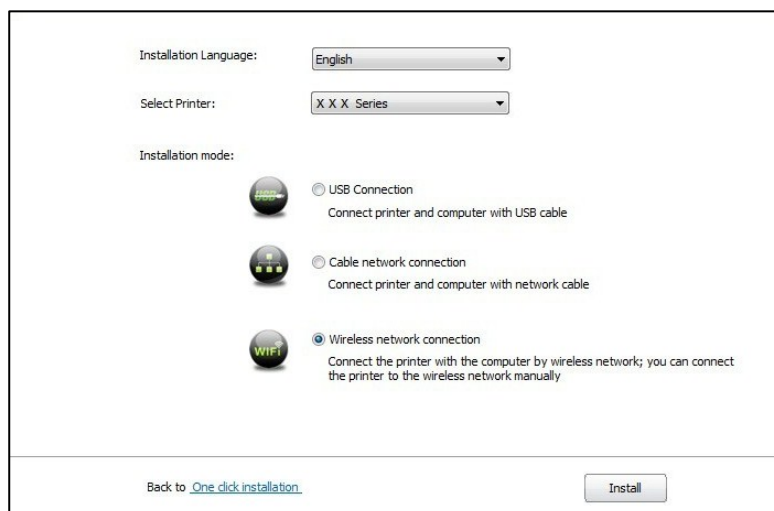 Installation Language:
English
Select Printer:
X X X Series
Installation mode:
USB
USB Connection
Connect printer and computer with USB cable
Cable network connection
Connect printer and computer with network cable
WIFI
Wireless network connection
Connect the printer with the computer by wireless network; you can connect
the printer to the wireless network manually
Back to One click installation
Install